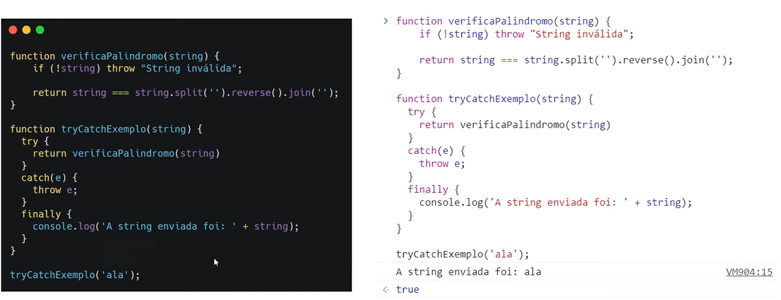 function verificaPalindromo(string) {
    if (!string) throw "String inválida";

    return string === string.split('').reverse().join('');
}

function tryCatchExemplo(string) {
  try {
    return verificaPalindromo(string)
  }
  catch(e) {
    throw e;
  }
  finally {
    console.log('A string enviada foi: ' + string);
  }
}

tryCatchExemplo('ala');

> function verificaPalindromo(string) {
    if (!string) throw "String inválida";

    return string === string.split('').reverse().join('');
}

function tryCatchExemplo(string) {
  try {
    return verificaPalindromo(string)
  }
  catch(e) {
    throw e;
  }
  finally {
    console.log('A string enviada foi: ' + string);
  }
}

tryCatchExemplo('ala');
A string enviada foi: ala VM904:15
true